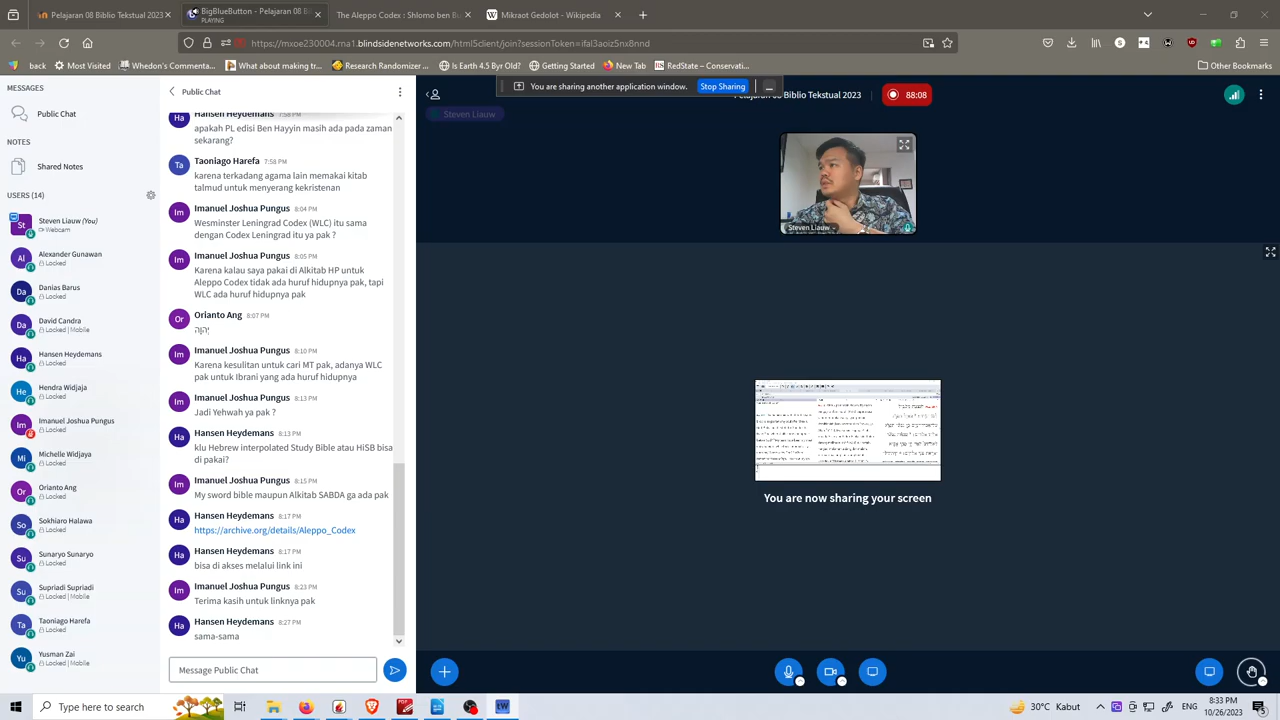 Pelajaran 08 Biblio Tekstual 2023
BigBlueButton - Pelajaran 08 Bi
PLAYING
The Aleppo Codex : Shlomo ben Bu
Mikraot Gedolot - Wikipedia
https://xmoe230004.rna1.blindsidenetworks.com/html5client/join?sessionToken=ifal3aoiz5nx8nnd
back
Most Visited
Whedon's Commentary...
Making tables respons...
Research Online | Rom...
Is Earth 4.5 Byr Old?
Getting Started
New Tab
RedState – Conservati...
Other Bookmarks
MESSAGES
Public Chat
NOTES
Shared Notes
USERS (14)
Steven Liauw (You)
Webcam
Alexander Gunawan
Locked
Danias Barus
Locked
David Candra
Locked | Mobile
Hansen Heydemans
Locked
Hendra Widjaja
Locked
Imanuel Joshua Pungus
Locked
Michelle Widjaya
Locked
Orianto Ang
Locked
Sokhiaro Halawa
Locked
Sunaryo Sunaryo
Locked
Supriadi Supriadi
Locked | Mobile
Taoniago Harefa
Locked
Yusman Zai
Locked | Mobile
Public Chat
Hansen Heydemans 7:58 PM
apakah PL edisi Ben Hayyin masih ada pada zaman
sekarang?
Taoniago Harefa 7:58 PM
karena terkadang agama lain memakai kitab
talmud untuk menyerang kekristenan
Imanuel Joshua Pungus 8:04 PM
Wesminster Leningrad Codex (WLC) itu sama
dengan Codex Leningrad itu ya pak ?
Imanuel Joshua Pungus 8:05 PM
Karena kalau saya pakai di Alkitab HP untuk
Aleppo Codex tidak ada huruf hidupnya pak, tapi
WLC ada huruf hidupnya pak
Orianto Ang 8:07 PM
Imanuel Joshua Pungus 8:10 PM
Karena kesulitan untuk cari MT pak, adanya WLC
pak untuk Ibrani yang ada huruf hidupnya
Imanuel Joshua Pungus 8:13 PM
Jadi Yehwah ya pak ?
Hansen Heydemans 8:13 PM
klu Hebrew interpolated Study Bible atau HISB bisa
di pakai?
Imanuel Joshua Pungus 8:15 PM
My sword bible maupun Alkitab SABDA ga ada pak
Hansen Heydemans 8:17 PM
https://archive.org/details/Aleppo_Codex
Hansen Heydemans 8:17 PM
bisa di akses melalui link ini
Imanuel Joshua Pungus 8:23 PM
Terima kasih untuk linknya pak
Hansen Heydemans 8:27 PM
sama-sama
Message Public Chat
You are sharing another application window.
Stop Sharing
Pelajaran 08 Biblio Tekstual 2023
88:08
Steven Liauw
Steven Liauw
You are now sharing your screen
Type here to search
30°C Kabut
ENG
8:33 PM
10/26/2023